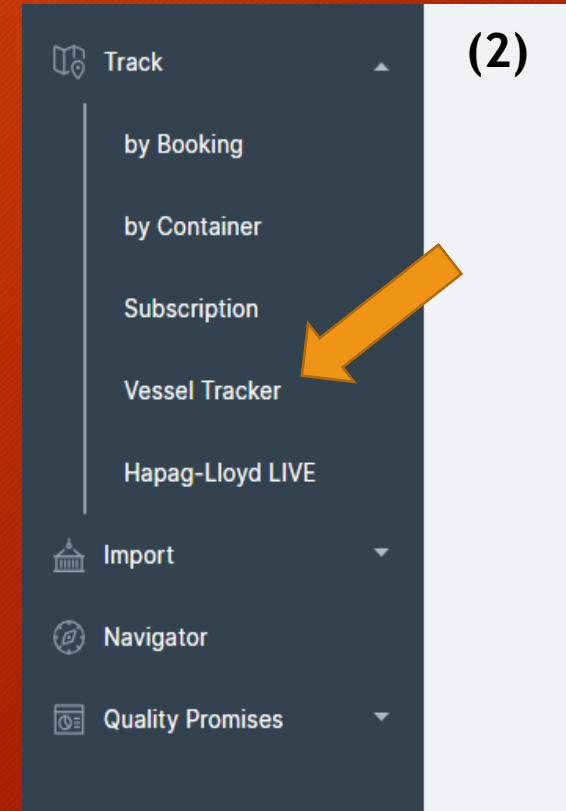 Track
(2)
by Booking
by Container
Subscription
Vessel Tracker
Hapag-Lloyd LIVE
Import
Navigator
Quality Promises